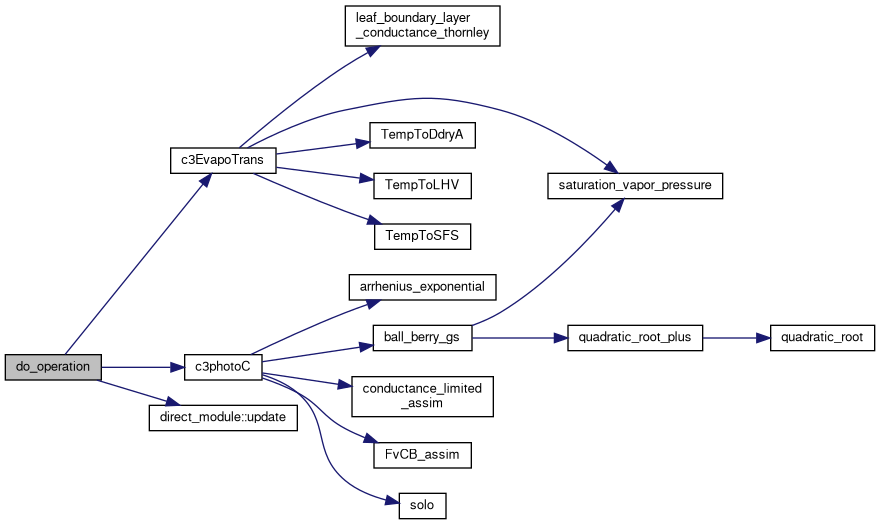 leaf_boundary_layer
_conductance_thornley
TempToDdryA
c3EvapoTrans
TempToLHV
saturation_vapor_pressure
TempToSFS
arrhenius_exponential
ball_berry_gs
quadratic_root_plus
quadratic_root
do_operation
c3photoC
conductance_limited
_assim
direct_module::update
FvCB_assim
solo